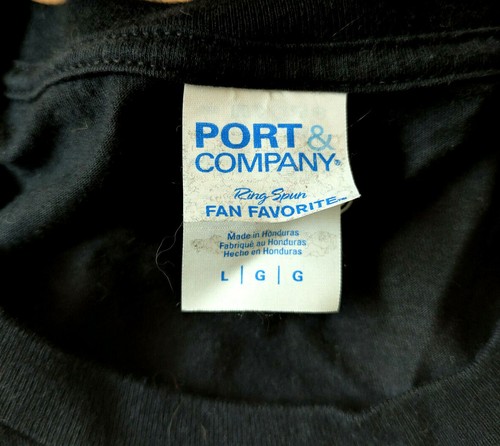 PORT &
COMPANY®
Ring Spun
FAN FAVORITE™
Made in Honduras
Fabriqué au Honduras
Hecho en Honduras
L | G | G